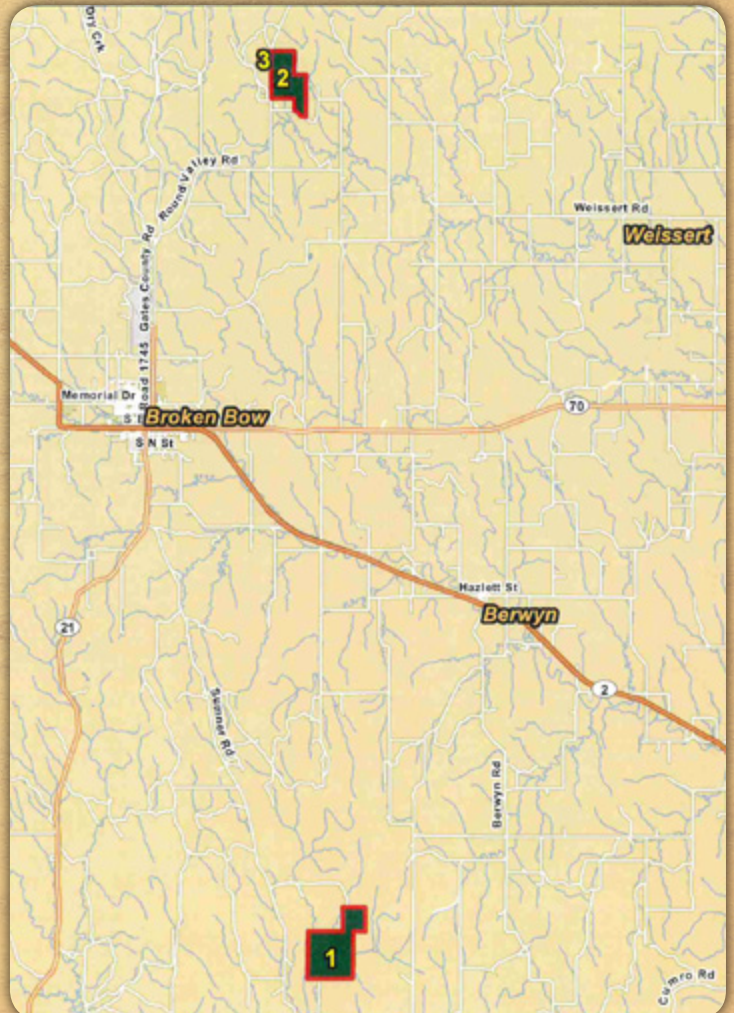 Dry Crk
3
2
Round Valley Rd
Weissert Rd
Weissert
Gates County Rd
Road 1745
Memorial Dr
70
Broken Bow
S N St
Hazlett St
Berwyn
21
2
Sumner Rd
Berwyn Rd
1
Cumro Rd